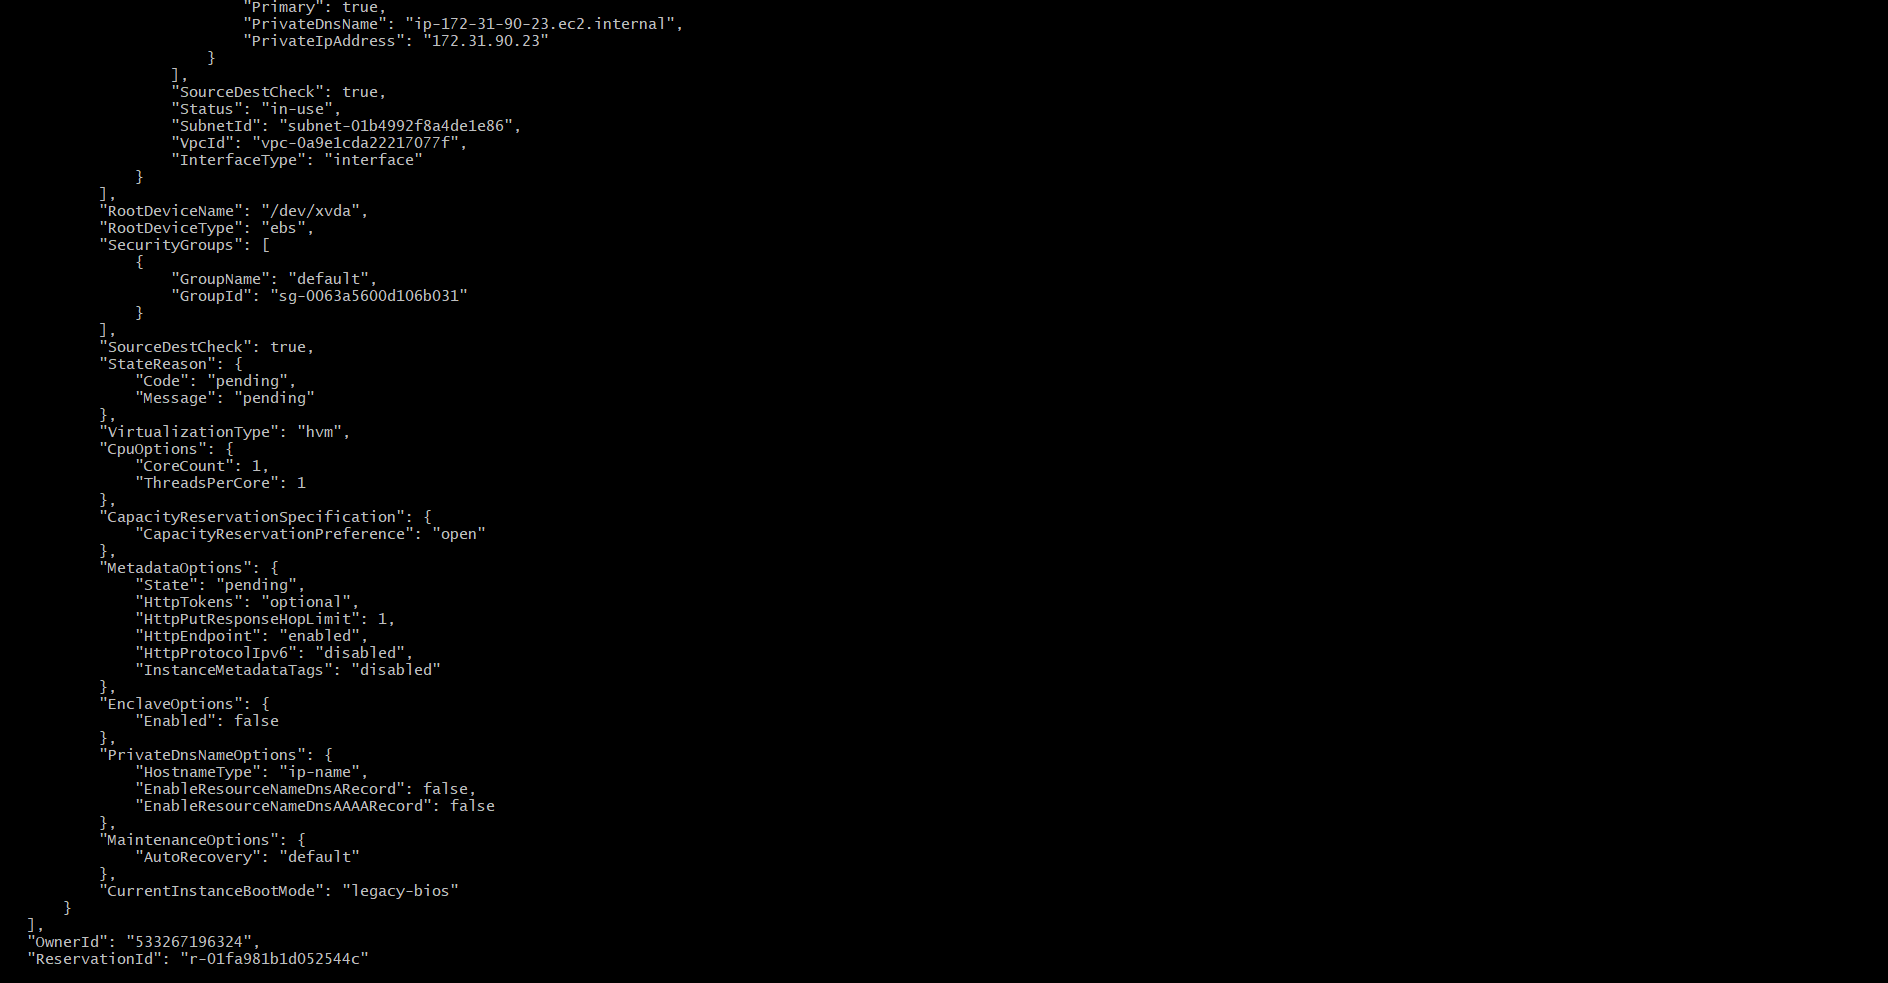 "Primary": true,
"PrivateDnsName": "ip-172-31-90-23.ec2.internal",
"PrivateIpAddress": "172.31.90.23"
}
],
"SourceDestCheck": true,
"Status": "in-use",
"SubnetId": "subnet-01b4992f8a4de1e86",
"VpcId": "vpc-0a9e1cda22217077f",
"InterfaceType": "interface"
}
],
"RootDeviceName": "/dev/xvda",
"RootDeviceType": "ebs",
"SecurityGroups": [
{
"GroupName": "default",
"GroupId": "sg-0063a5600d106b031"
}
],
"SourceDestCheck": true,
"StateReason": {
"Code": "pending",
"Message": "pending"
},
"VirtualizationType": "hvm",
"CpuOptions": {
"CoreCount": 1,
"ThreadsPerCore": 1
},
"CapacityReservationSpecification": {
"CapacityReservationPreference": "open"
},
"MetadataOptions": {
"State": "pending",
"HttpTokens": "optional",
"HttpPutResponseHopLimit": 1,
"HttpEndpoint": "enabled",
"HttpProtocolIpv6": "disabled",
"InstanceMetadataTags": "disabled"
},
"EnclaveOptions": {
"Enabled": false
},
"PrivateDnsNameOptions": {
"HostnameType": "ip-name",
"EnableResourceNameDnsARecord": false,
"EnableResourceNameDnsAAAARecord": false
},
"MaintenanceOptions": {
"AutoRecovery": "default"
},
"CurrentInstanceBootMode": "legacy-bios"
}
],
"OwnerId": "533267196324",
"ReservationId": "r-01fa981b1d052544c"